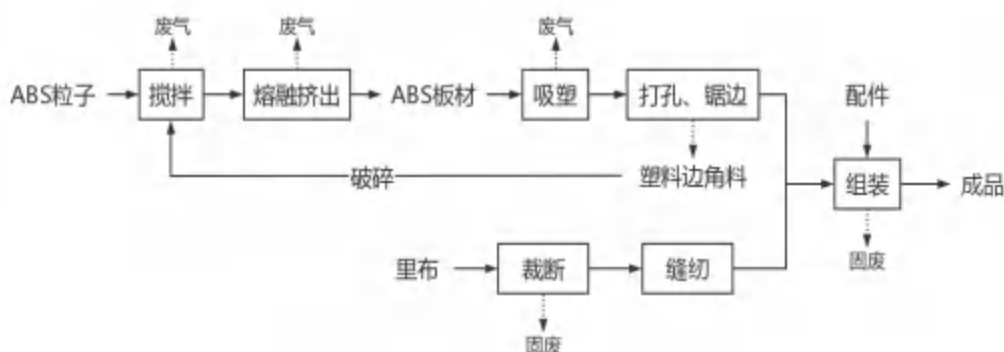 废气
废气
废气
ABS粒子
搅拌
熔融挤出
ABS板材
吸塑
打孔、锯边
配件
破碎
塑料边角料
组装
成品
里布
裁断
缝纫
固废
固废